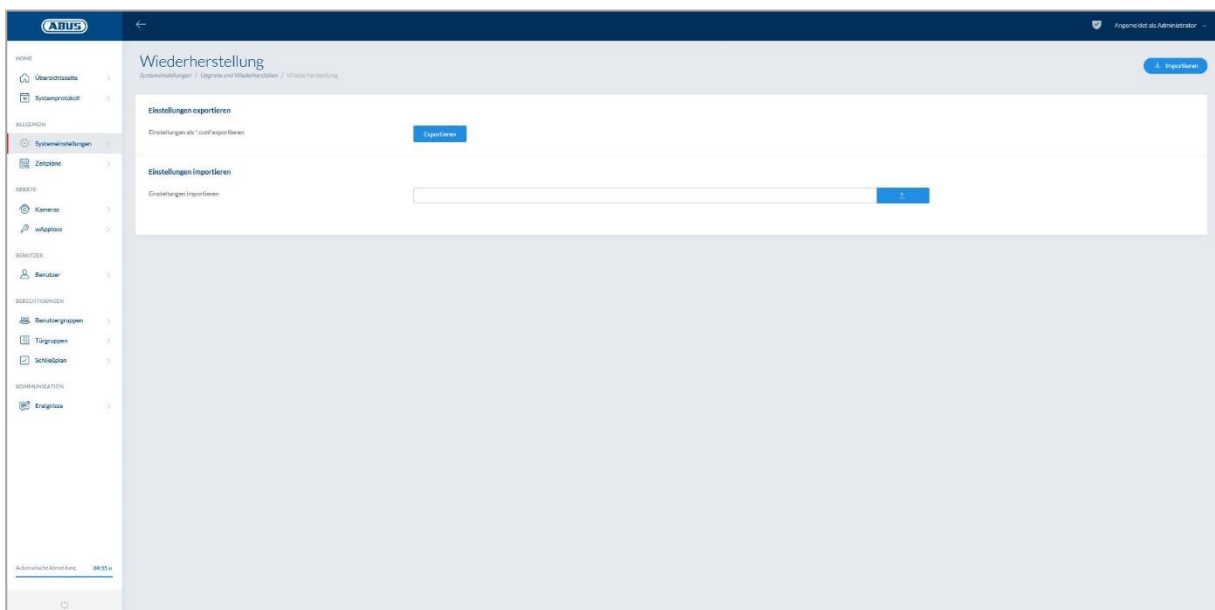 ABUS
Angemeldet als Administrator
HOME
Übersichtsseite
Systemprotokoll
ALLGEMEIN
Systemeinstellungen
Zeitpläne
GERÄTE
Kameras
wAppLoxx
BENUTZER
Benutzer
BERECHTIGUNGEN
Benutzergruppen
Türgruppen
Schließplan
KOMMUNIKATION
Ereignisse
Automatische Abmeldung
Wiederherstellung
Systemeinstellungen / Upgrade und Wiederherstellen / Wiederherstellung
Importieren
Einstellungen exportieren
Einstellungen als *.conf exportieren
Exportieren
Einstellungen importieren
Einstellungen importieren